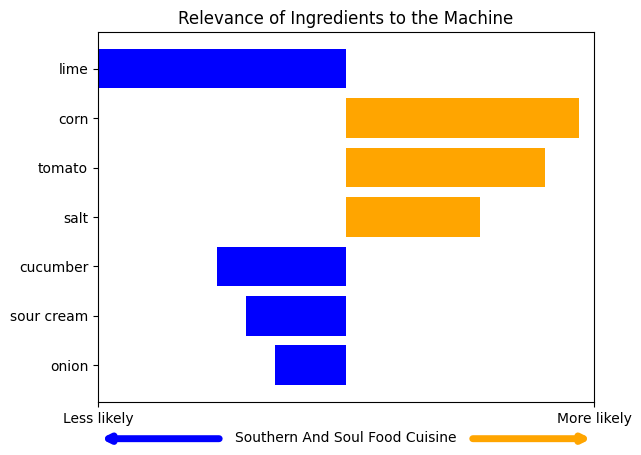 Relevance of Ingredients to the Machine
lime
corn
tomato
salt
cucumber
sour cream
onion
Less likely
More likely
Southern And Soul Food Cuisine